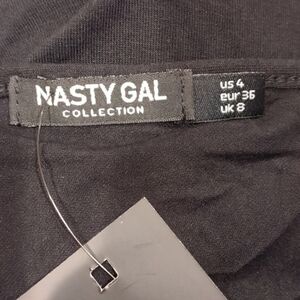 NASTY GAL
COLLECTION
us 4
eur 36
uk 8